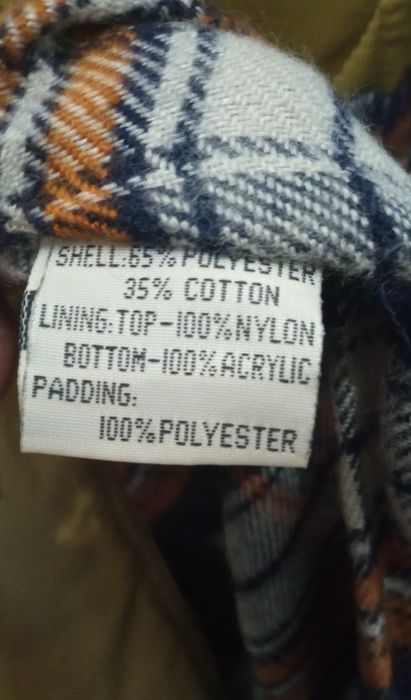 SHELL:65% POLYESTER
35% COTTON
LINING:TOP-100%NYLON
BOTTOM-100%ACRYLIC
PADDING:
100%POLYESTER